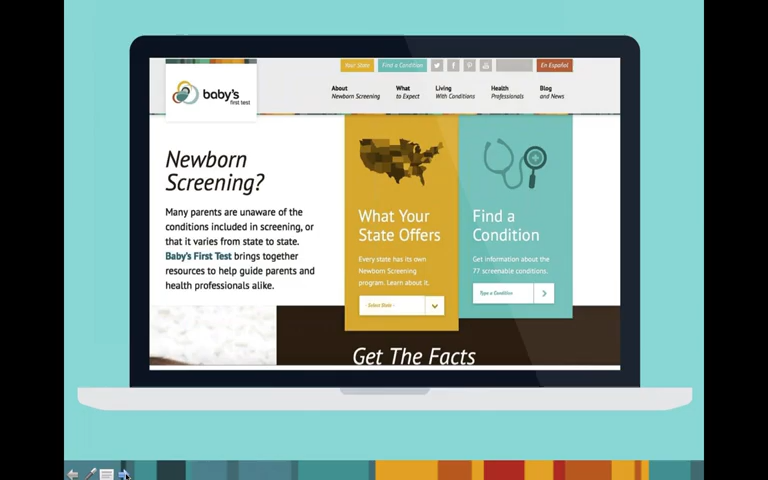 Your State
Find a Condition
En Español
baby's
first test
About
Newborn Screening
What
to Expect
Living
With Conditions
Health
Professionals
Blog
and News
Newborn
Screening?
Many parents are unaware of the
conditions included in screening, or
that it varies from state to state.
Baby's First Test brings together
resources to help guide parents and
health professionals alike.
What Your
State Offers
Every state has its own
Newborn Screening
program. Learn about it.
- Select State -
Find a
Condition
Get information about the
77 screenable conditions.
Type a Condition
Get The Facts